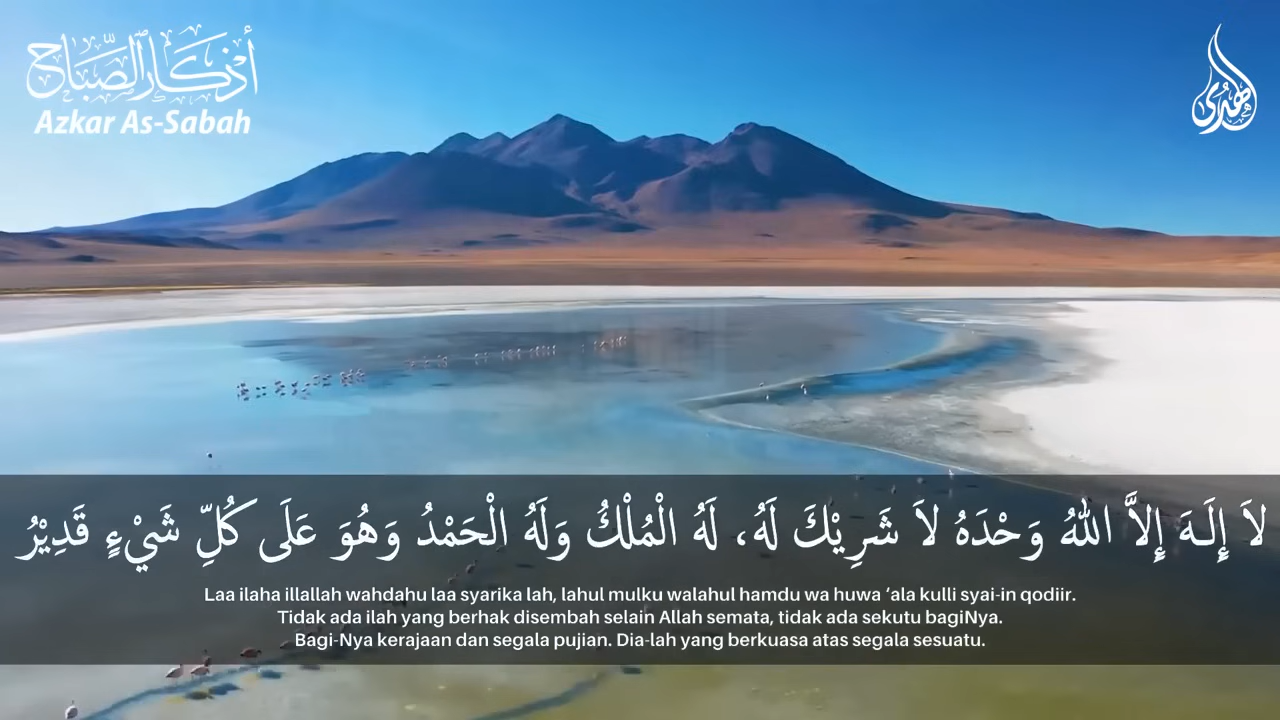 أذكار الصباح
Azkar As-Sabah
الهدى
لاَ إِلَـهَ إِلاَّ اللهُ وَحْدَهُ لاَ شَرِيْكَ لَهُ، لَهُ الْمُلْكُ وَلَهُ الْحَمْدُ وَهُوَ عَلَى كُلِّ شَيْءٍ قَدِيْرُ
Laa ilaha illallah wahdahu laa syarika lah, lahul mulku walahul hamdu wa huwa ‘ala kulli syai-in qodiir.
Tidak ada ilah yang berhak disembah selain Allah semata, tidak ada sekutu bagiNya.
Bagi-Nya kerajaan dan segala pujian. Dia-lah yang berkuasa atas segala sesuatu.